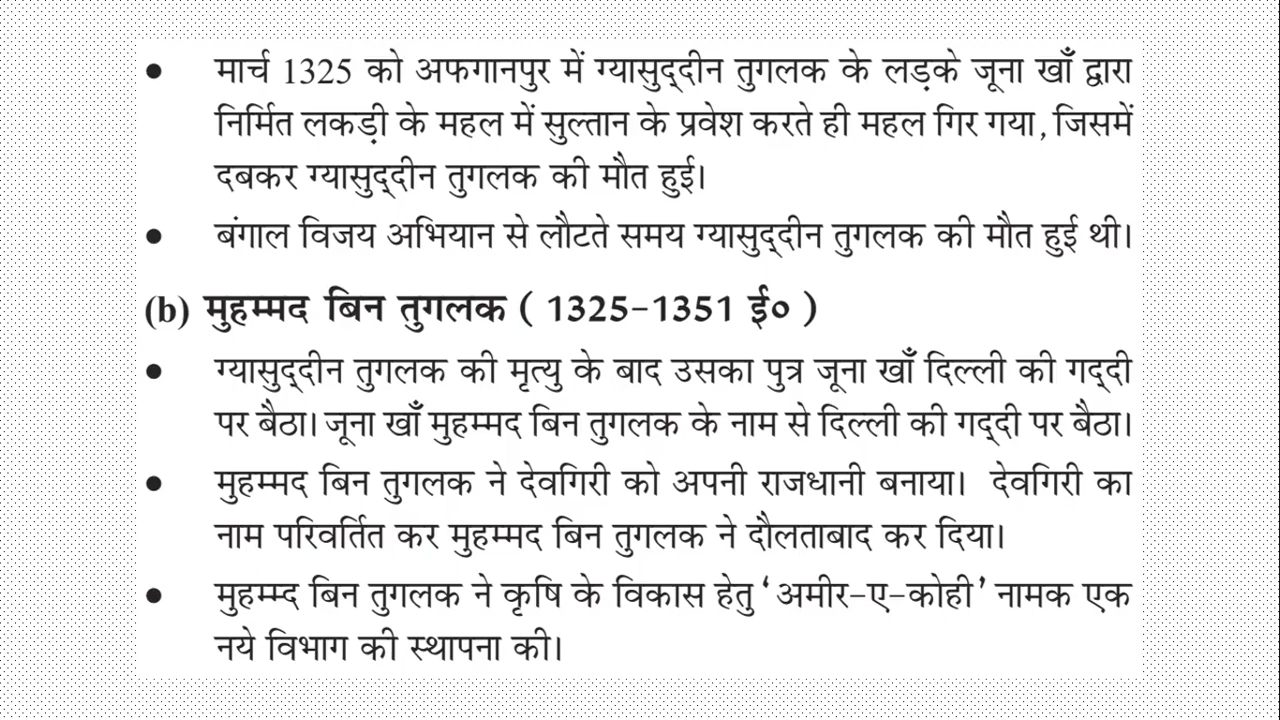 ● मार्च 1325 को अफगानपुर में ग्यासुद्‌दीन तुगलक के लड़के जूना खाँ द्वारा
निर्मित लकड़ी के महल में सुल्तान के प्रवेश करते ही महल गिर गया, जिसमें
दबकर ग्यासुद्‌दीन तुगलक की मौत हुई।
● बंगाल विजय अभियान से लौटते समय ग्यासुद्‌दीन तुगलक की मौत हुई थी।
(b) मुहम्मद बिन तुगलक ( 1325-1351 ई० )
● ग्यासुद्‌दीन तुगलक की मृत्यु के बाद उसका पुत्र जूना खाँ दिल्ली की गद्‌दी
पर बैठा। जूना खाँ मुहम्मद बिन तुगलक के नाम से दिल्ली की गद्‌दी पर बैठा।
● मुहम्मद बिन तुगलक ने देवगिरी को अपनी राजधानी बनाया। देवगिरी का
नाम परिवर्तित कर मुहम्मद बिन तुगलक ने दौलताबाद कर दिया।
● मुहम्म्द बिन तुगलक ने कृषि के विकास हेतु ‘अमीर-ए-कोही’ नामक एक
नये विभाग की स्थापना की।